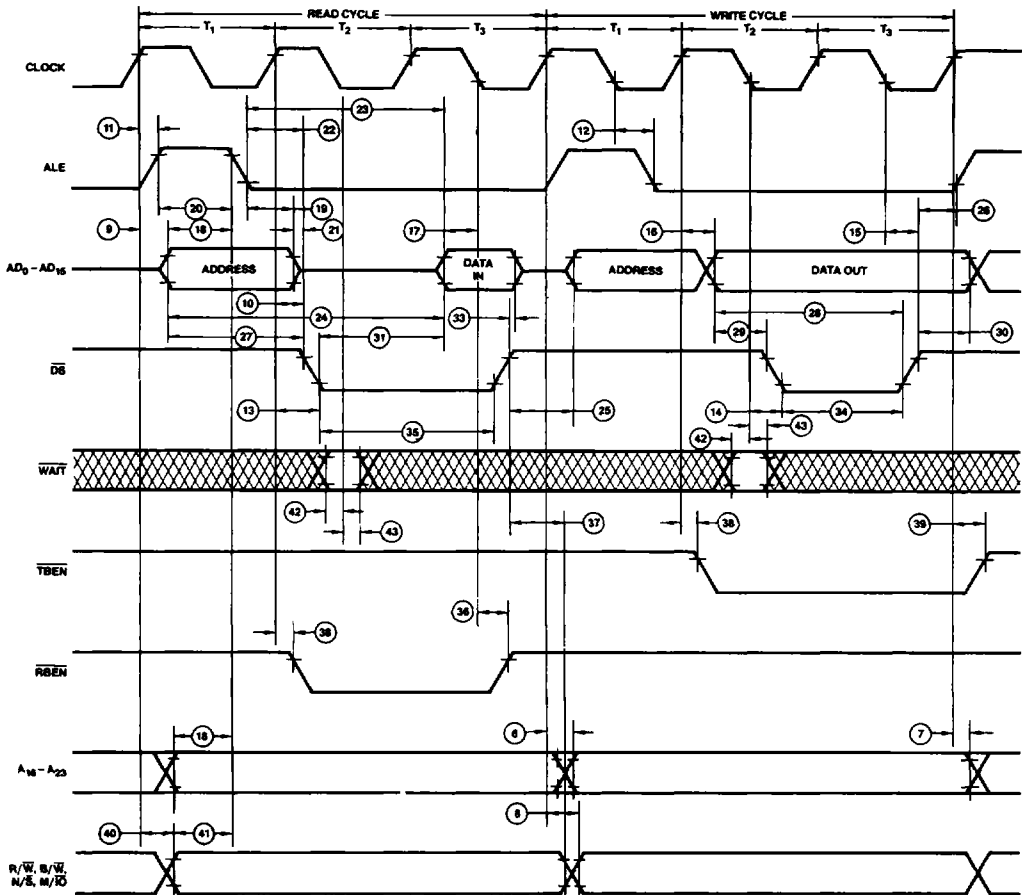 READ CYCLE WRITE CYCLE
T1 T2 T3 T1 T2 T3
CLOCK
23
11 22 12
ALE
20 19 26
9 18 21 17 16 15
AD0 – AD15 ADDRESS DATA IN ADDRESS DATA OUT
10
24 33 28
27 31 29 30
DS
13 25 14 34
35 42 43
WAIT
42 43 37 38 39
TBEN
36
38
RBEN
18 6 7
A16 – A23
8
40 41
R/W, B/W,
N/S, M/IO